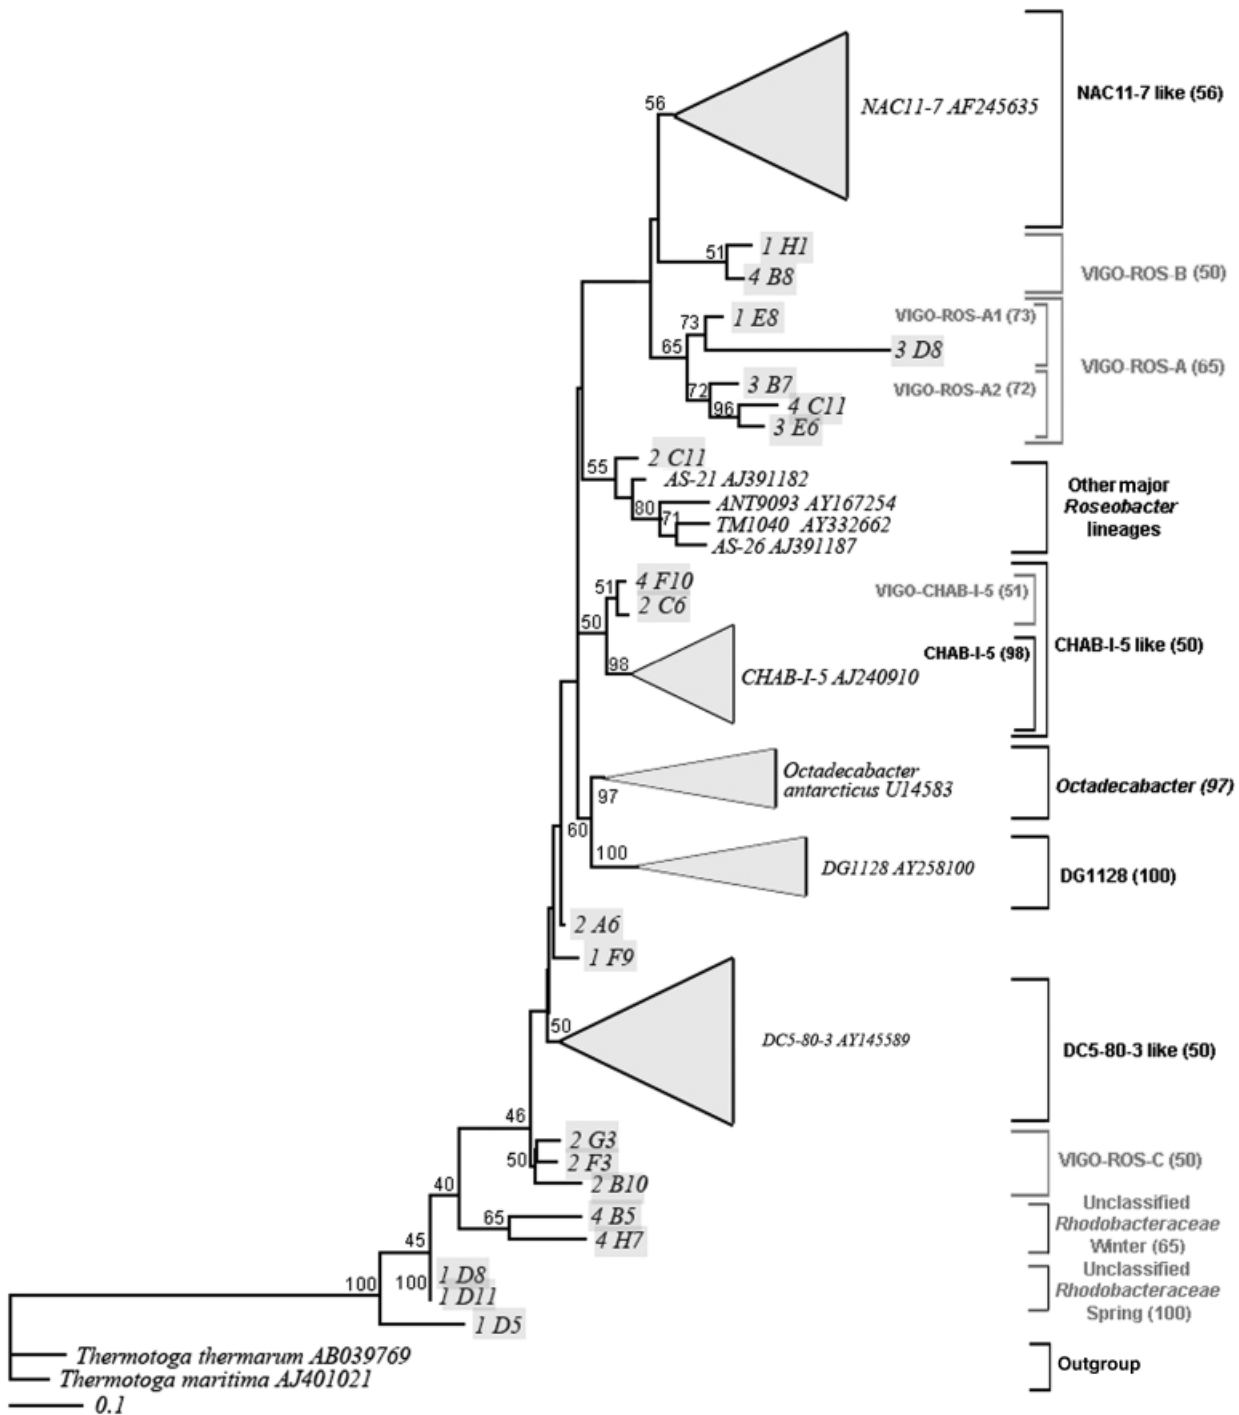 56
NAC11-7 AF245635
NAC11-7 like (56)
51
1 H1
4 B8
VIGO-ROS-B (50)
73
1 E8
VIGO-ROS-A1 (73)
65
3 D8
VIGO-ROS-A (65)
72
3 B7
VIGO-ROS-A2 (72)
96
4 C11
3 E6
55
2 C11
AS-21 AJ391182
80
ANT9093 AY167254
71
TM1040 AY332662
AS-26 AJ391187
Other major
Roseobacter
lineages
51
4 F10
2 C6
VIGO-CHAB-I-5 (51)
50
CHAB-I-5 like (50)
98
CHAB-I-5 AJ240910
CHAB-I-5 (98)
Octadecabacter
antarcticus U14583
97
Octadecabacter (97)
60
100
DG1128 AY258100
DG1128 (100)
2 A6
1 F9
50
DC5-80-3 AY145589
DC5-80-3 like (50)
46
2 G3
50
2 F3
2 B10
VIGO-ROS-C (50)
40
65
4 B5
4 H7
Unclassified
Rhodobacteraceae
Winter (65)
45
100
100
1 D8
1 D11
1 D5
Unclassified
Rhodobacteraceae
Spring (100)
Thermotoga thermarum AB039769
Thermotoga maritima AJ401021
Outgroup
0.1